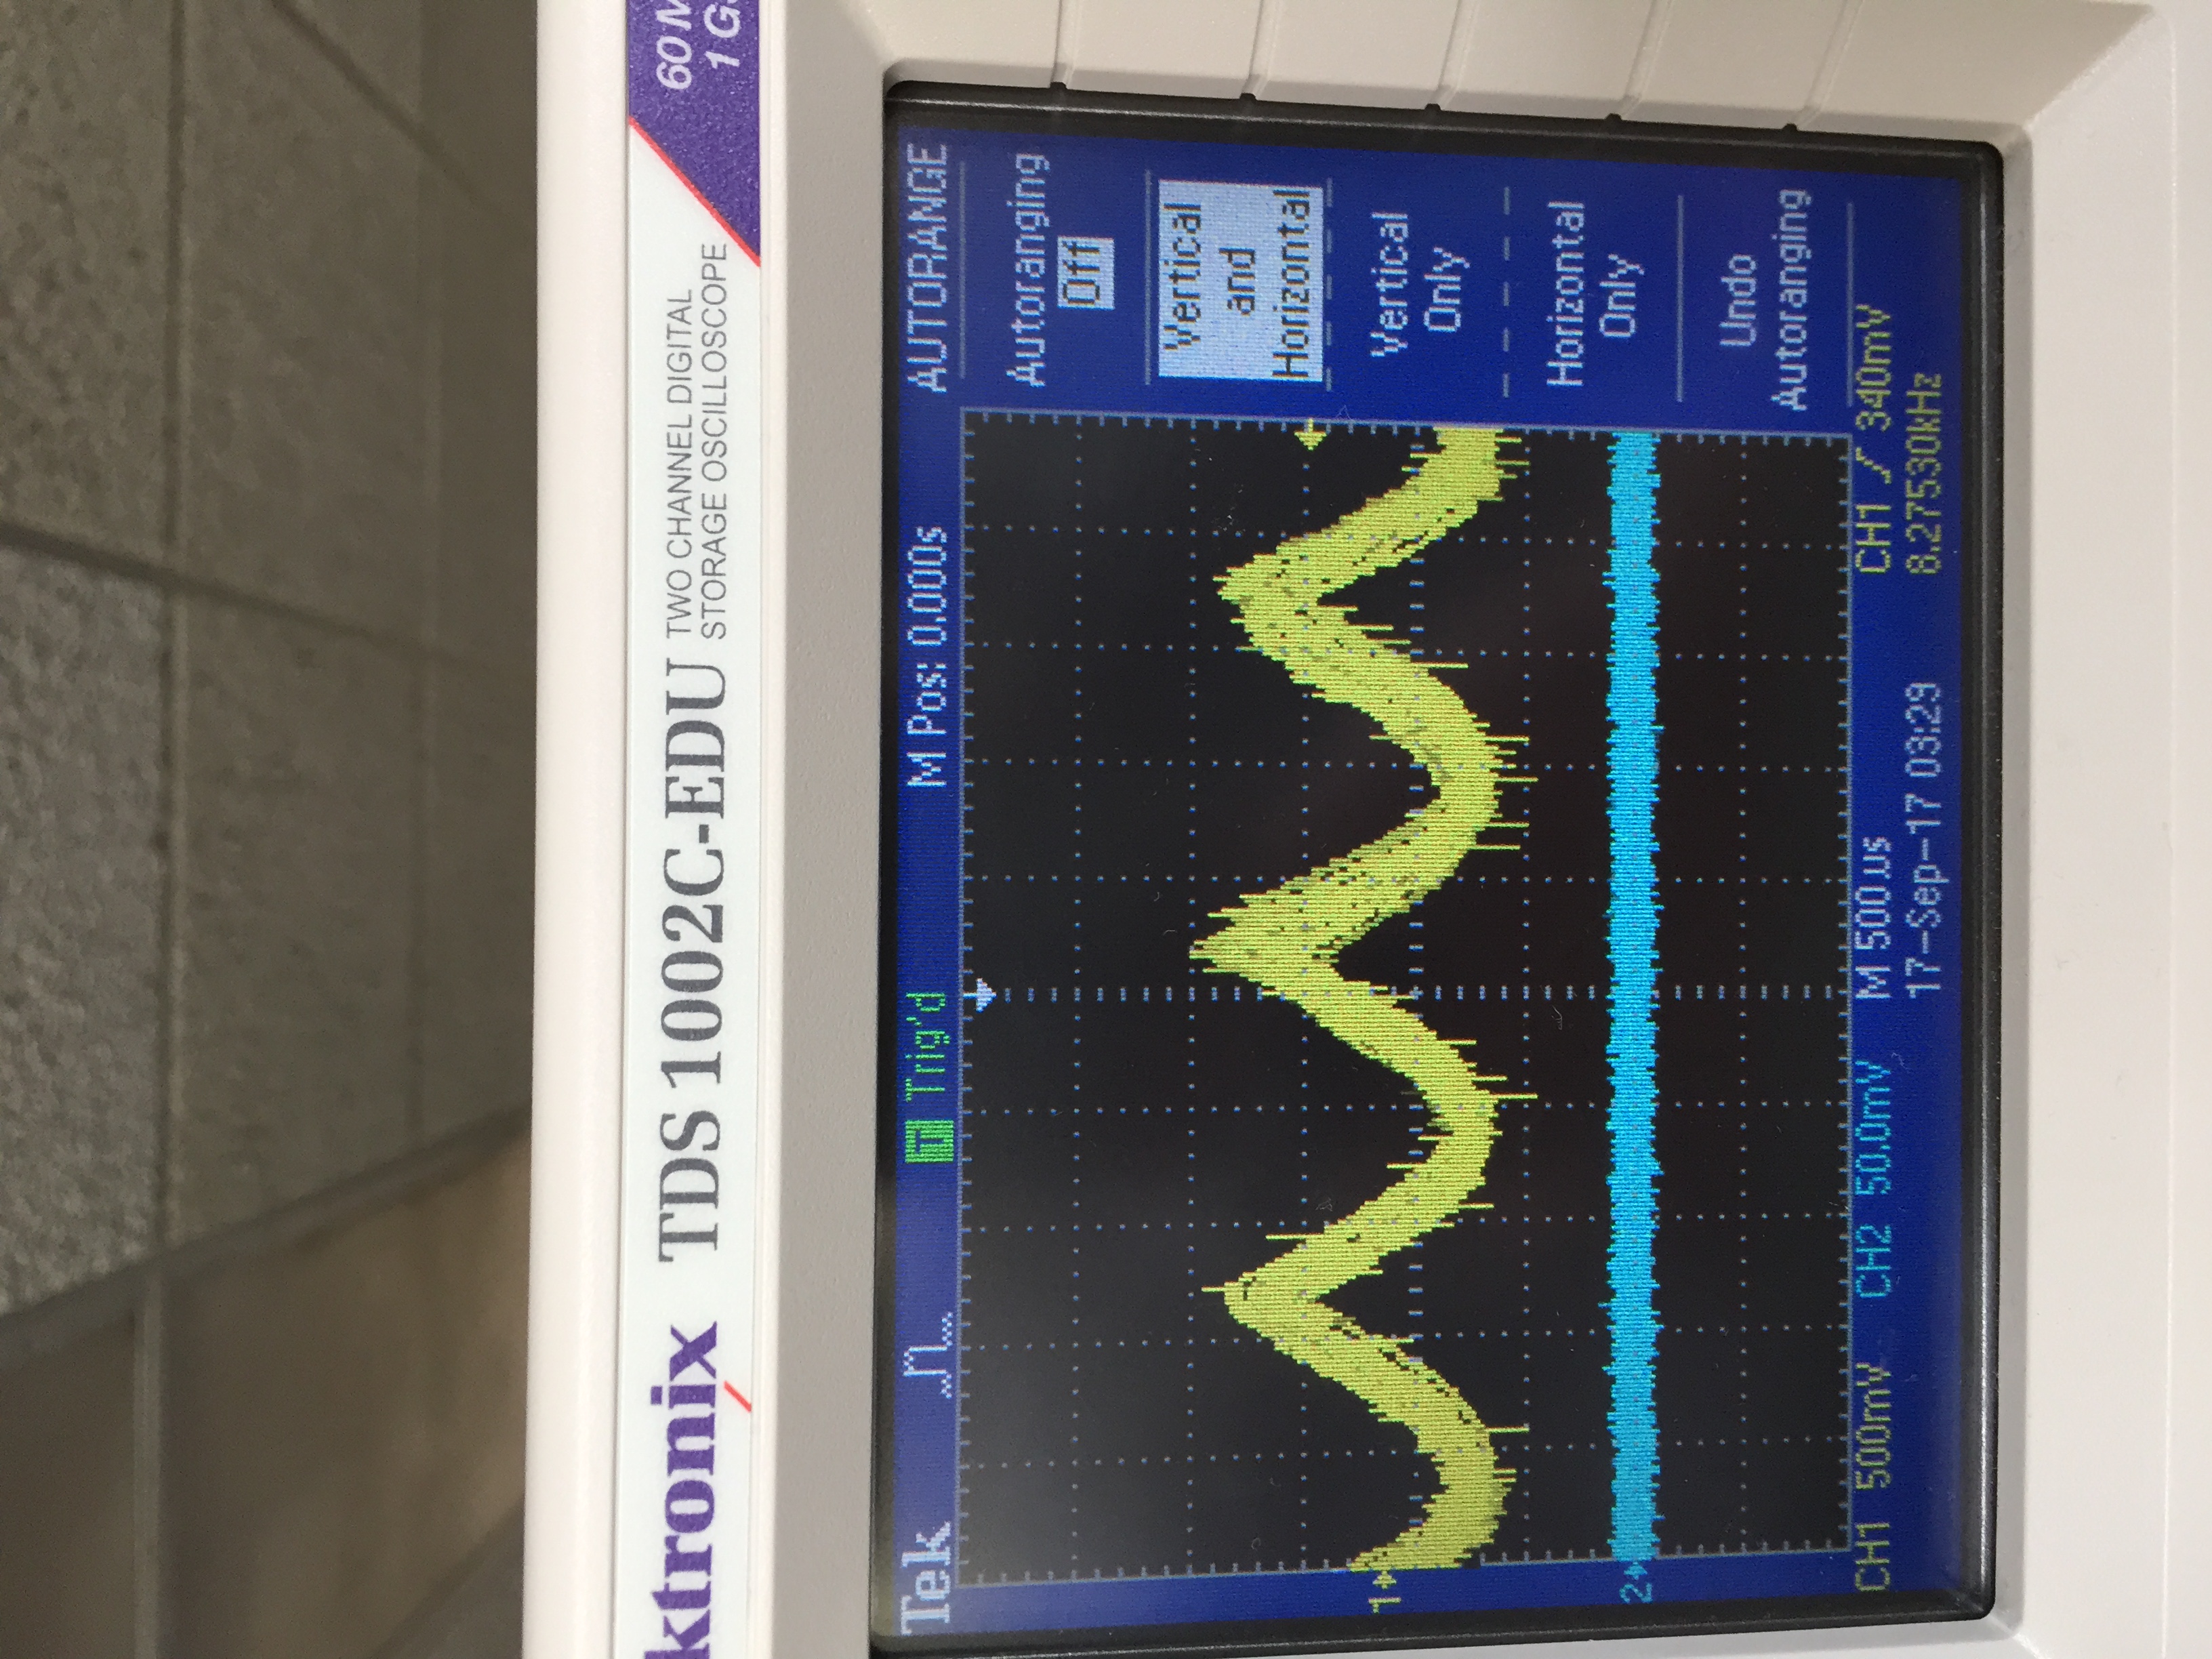 ktronix TDS 1002C-EDU TWO CHANNEL DIGITAL
STORAGE OSCILLOSCOPE
60 M
1 G
Tek T Trig'd M Pos: 0.000s AUTORANGE
Autoranging
Off
Vertical
and
Horizontal
Vertical
Only
Horizontal
Only
Undo
Autoranging
1
2
CH1 500mV CH2 50.0mV M 500µs CH1 340mV
17-Sep-17 03:29 8.27530kHz